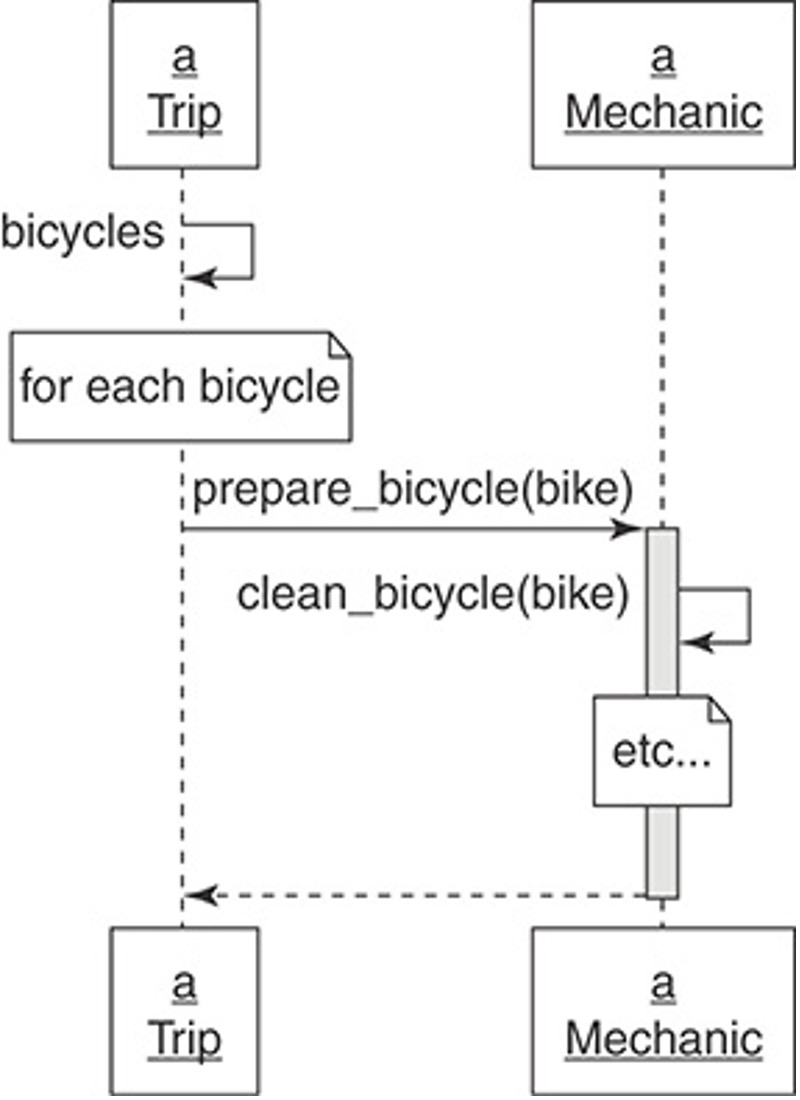 a
Trip
a
Mechanic
bicycles
for each bicycle
prepare_bicycle(bike)
clean_bicycle(bike)
etc...
a
Trip
a
Mechanic